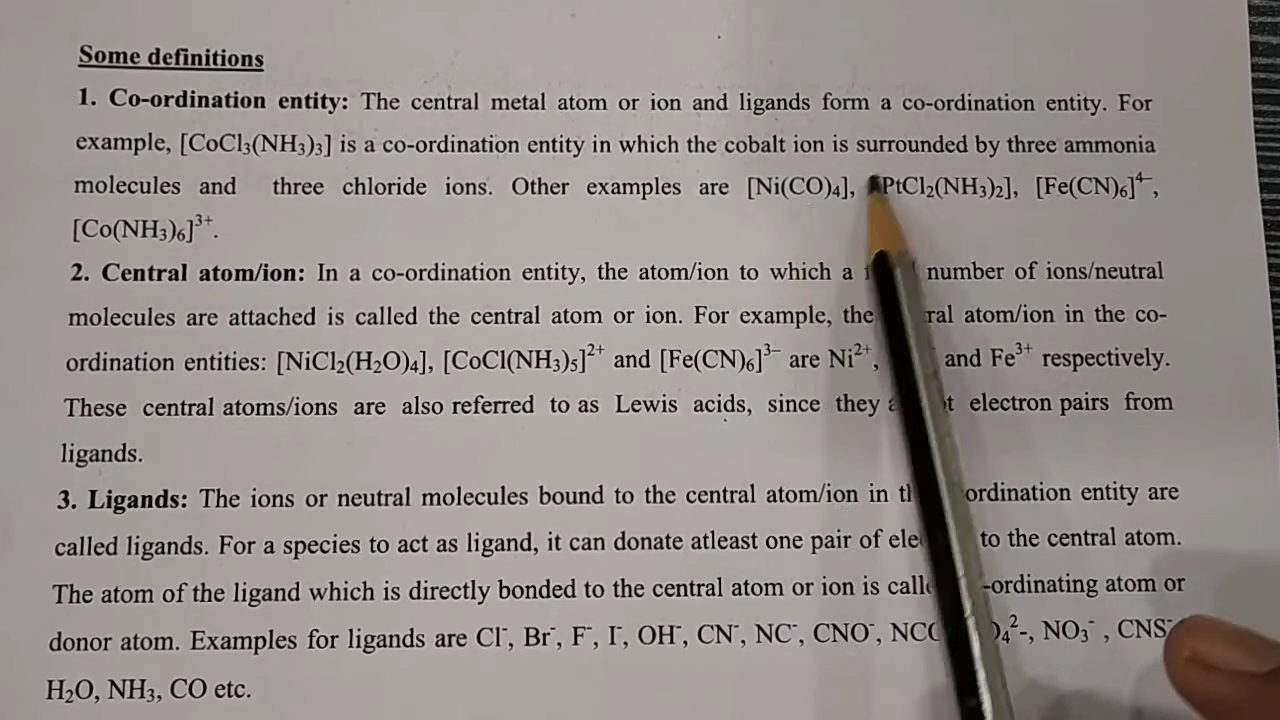 Some definitions
1. Co-ordination entity: The central metal atom or ion and ligands form a co-ordination entity. For
example, [CoCl₃(NH₃)₃] is a co-ordination entity in which the cobalt ion is surrounded by three ammonia
molecules and three chloride ions. Other examples are [Ni(CO)₄], PtCl₂(NH₃)₂], [Fe(CN)₆]⁴⁻,
[Co(NH₃)₆]³⁺.
2. Central atom/ion: In a co-ordination entity, the atom/ion to which a number of ions/neutral
molecules are attached is called the central atom or ion. For example, the atom/ion in the co-
ordination entities: [NiCl₂(H₂O)₄], [CoCl(NH₃)₅]²⁺ and [Fe(CN)₆]³⁻ are Ni²⁺, and Fe³⁺ respectively.
These central atoms/ions are also referred to as Lewis acids, since they electron pairs from
ligands.
3. Ligands: The ions or neutral molecules bound to the central atom/ion in ordination entity are
called ligands. For a species to act as ligand, it can donate atleast one pair of to the central atom.
The atom of the ligand which is directly bonded to the central atom or ion is -ordinating atom or
donor atom. Examples for ligands are Cl⁻, Br⁻, F⁻, I⁻, OH⁻, CN⁻, NC⁻, CNO⁻, NO₃⁻ , CNS⁻
H₂O, NH₃, CO etc.